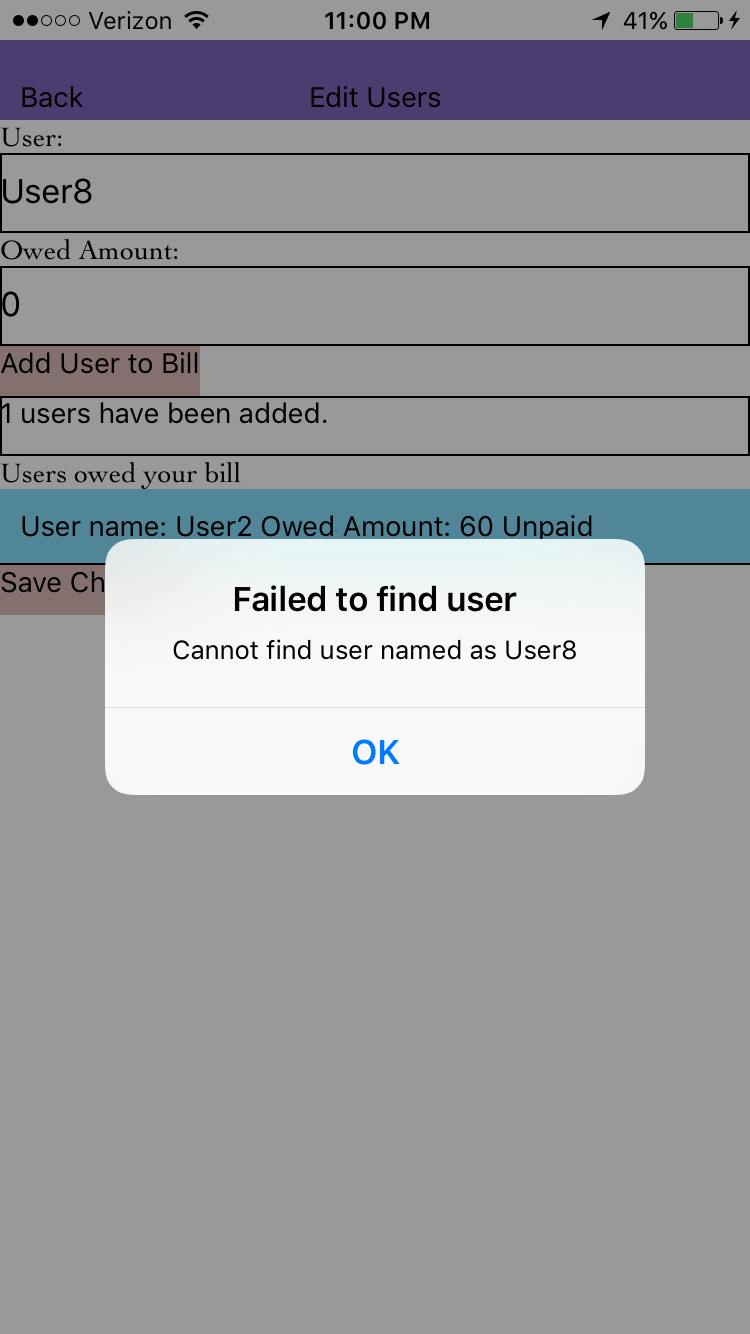 Verizon 11:00 PM 41%
Back Edit Users
User:
User8
Owed Amount:
0
Add User to Bill
1 users have been added.
Users owed your bill
User name: User2 Owed Amount: 60 Unpaid
Save Ch
Failed to find user
Cannot find user named as User8
OK